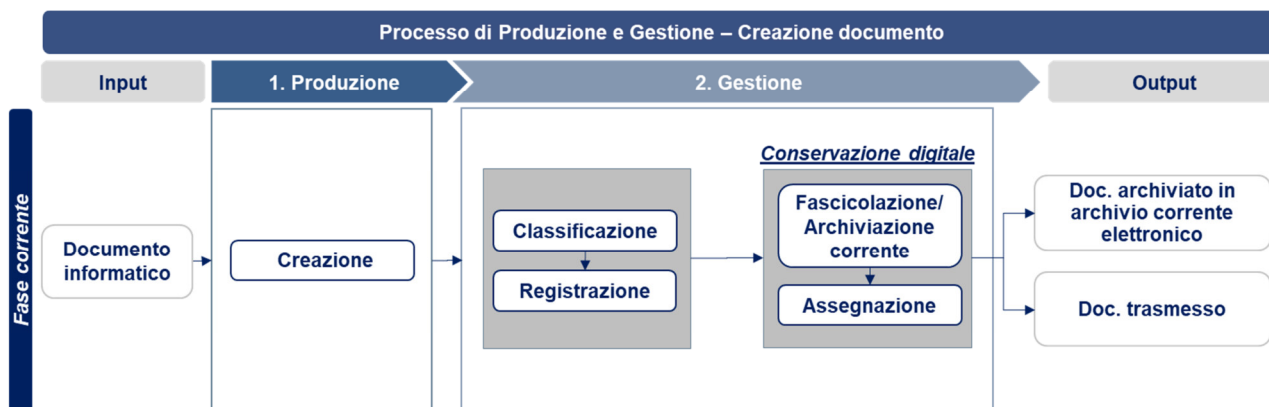 Processo di Produzione e Gestione – Creazione documento
Input
1. Produzione
2. Gestione
Output
Fase corrente
Documento
informatico
Creazione
Classificazione
Registrazione
Conservazione digitale
Fascicolazione/
Archiviazione
corrente
Assegnazione
Doc. archiviato in
archivio corrente
elettronico
Doc. trasmesso